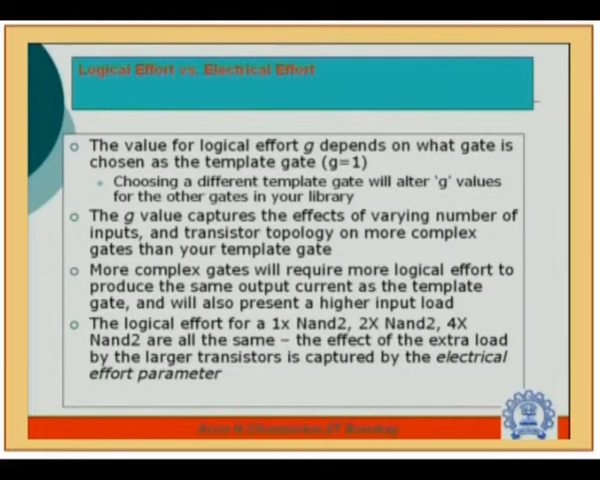 Logical Effort vs. Electrical Effort
The value for logical effort g depends on what gate is
chosen as the template gate (g=1)
Choosing a different template gate will alter 'g' values
for the other gates in your library
The g value captures the effects of varying number of
inputs, and transistor topology on more complex
gates than your template gate
More complex gates will require more logical effort to
produce the same output current as the template
gate, and will also present a higher input load
The logical effort for a 1x Nand2, 2X Nand2, 4X
Nand2 are all the same – the effect of the extra load
by the larger transistors is captured by the electrical
effort parameter
IIT Bombay